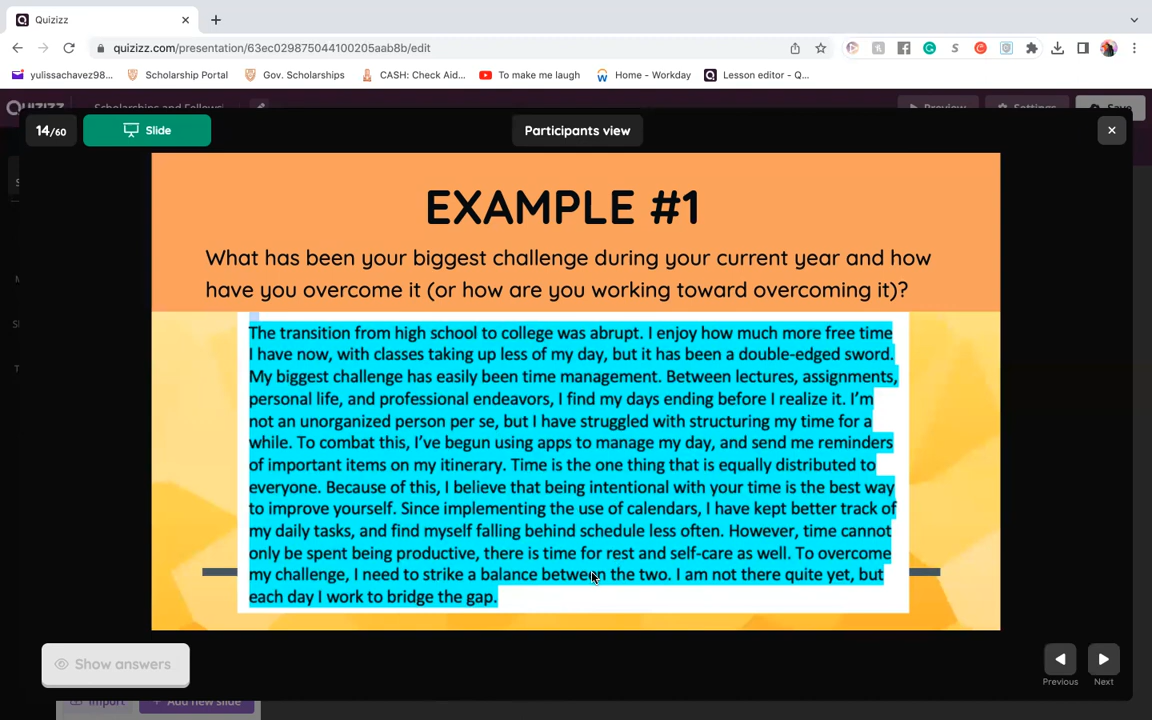 Quizizz
quizizz.com/presentation/63ec029875044100205aab8b/edit
yulissachavez98...
Scholarship Portal
Gov. Scholarships
CASH: Check Aid...
To make me laugh
Home - Workday
Lesson editor - Q...
14/60
Slide
Participants view
EXAMPLE #1
What has been your biggest challenge during your current year and how
have you overcome it (or how are you working toward overcoming it)?
The transition from high school to college was abrupt. I enjoy how much more free time
I have now, with classes taking up less of my day, but it has been a double-edged sword.
My biggest challenge has easily been time management. Between lectures, assignments,
personal life, and professional endeavors, I find my days ending before I realize it. I'm
not an unorganized person per se, but I have struggled with structuring my time for a
while. To combat this, I've begun using apps to manage my day, and send me reminders
of important items on my itinerary. Time is the one thing that is equally distributed to
everyone. Because of this, I believe that being intentional with your time is the best way
to improve yourself. Since implementing the use of calendars, I have kept better track of
my daily tasks, and find myself falling behind schedule less often. However, time cannot
only be spent being productive, there is time for rest and self-care as well. To overcome
my challenge, I need to strike a balance between the two. I am not there quite yet, but
each day I work to bridge the gap.
Show answers
Previous
Next
Import
Add new slide